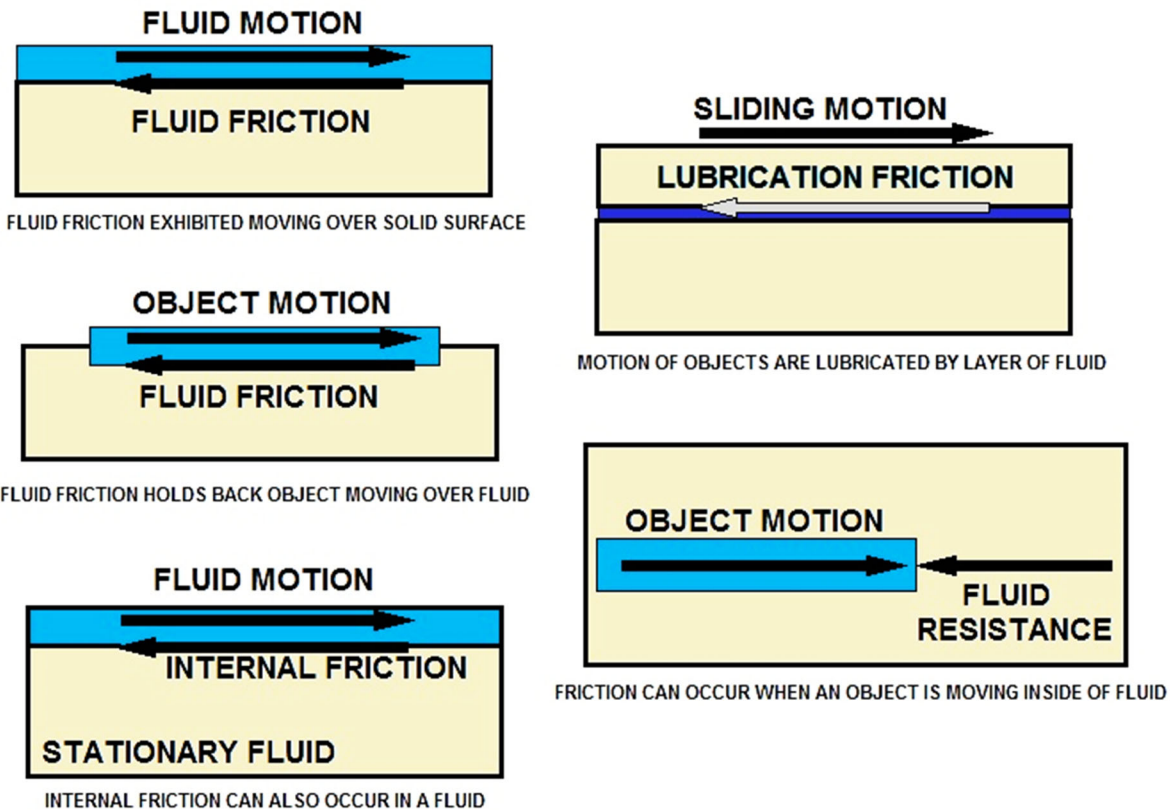 FLUID MOTION
FLUID FRICTION
FLUID FRICTION EXHIBITED MOVING OVER SOLID SURFACE
OBJECT MOTION
FLUID FRICTION
FLUID FRICTION HOLDS BACK OBJECT MOVING OVER FLUID
FLUID MOTION
INTERNAL FRICTION
STATIONARY FLUID
INTERNAL FRICTION CAN ALSO OCCUR IN A FLUID
SLIDING MOTION
LUBRICATION FRICTION
MOTION OF OBJECTS ARE LUBRICATED BY LAYER OF FLUID
OBJECT MOTION
FLUID
RESISTANCE
FRICTION CAN OCCUR WHEN AN OBJECT IS MOVING INSIDE OF FLUID